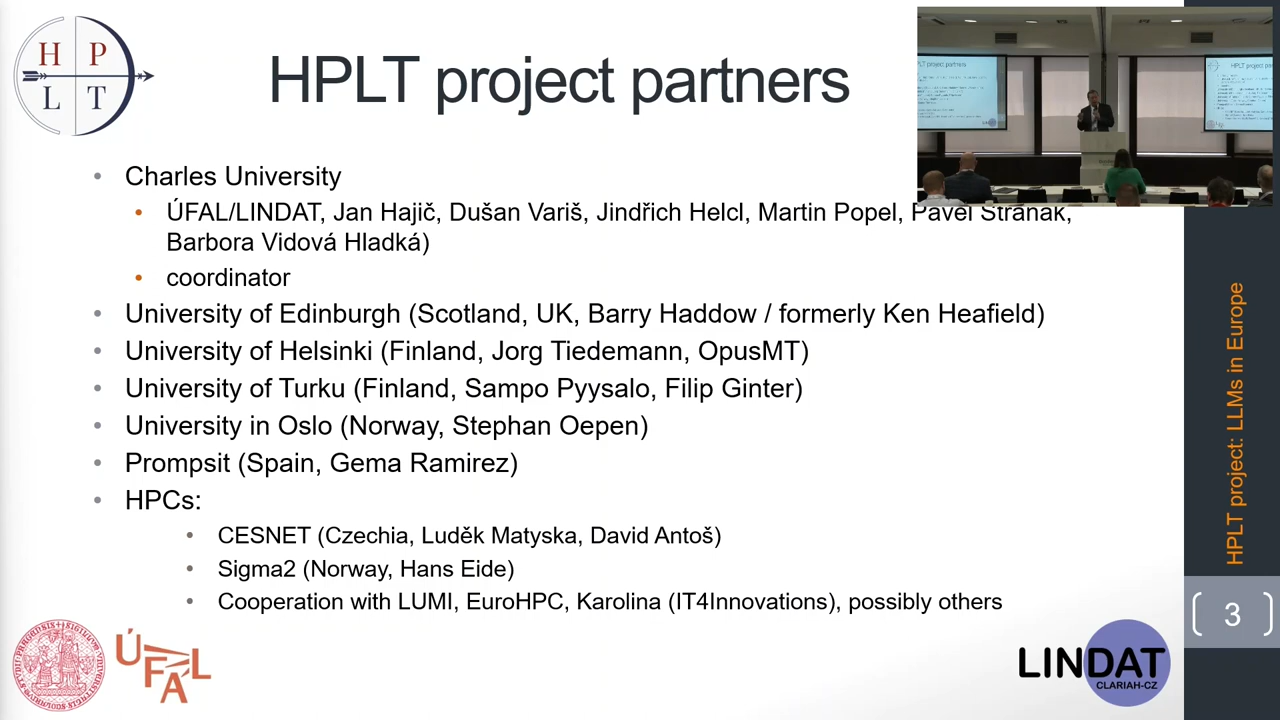 H P
L T
HPLT project partners
Charles University
ÚFAL/LINDAT, Jan Hajič, Dušan Variš, Jindřich Helcl, Martin Popel, Pavel Straňák,
Barbora Vidová Hladká)
coordinator
University of Edinburgh (Scotland, UK, Barry Haddow / formerly Ken Heafield)
University of Helsinki (Finland, Jorg Tiedemann, OpusMT)
University of Turku (Finland, Sampo Pyysalo, Filip Ginter)
University in Oslo (Norway, Stephan Oepen)
Prompsit (Spain, Gema Ramirez)
HPCs:
CESNET (Czechia, Luděk Matyska, David Antoš)
Sigma2 (Norway, Hans Eide)
Cooperation with LUMI, EuroHPC, Karolina (IT4Innovations), possibly others
HPLT project: LLMs in Europe
3
ÚFAL
LINDAT
CLARIAH-CZ